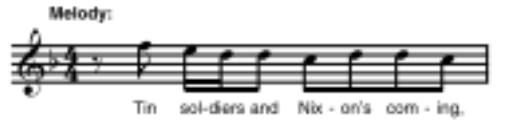 Melody:
Tin sol-diers and Nix - on's com - ing,